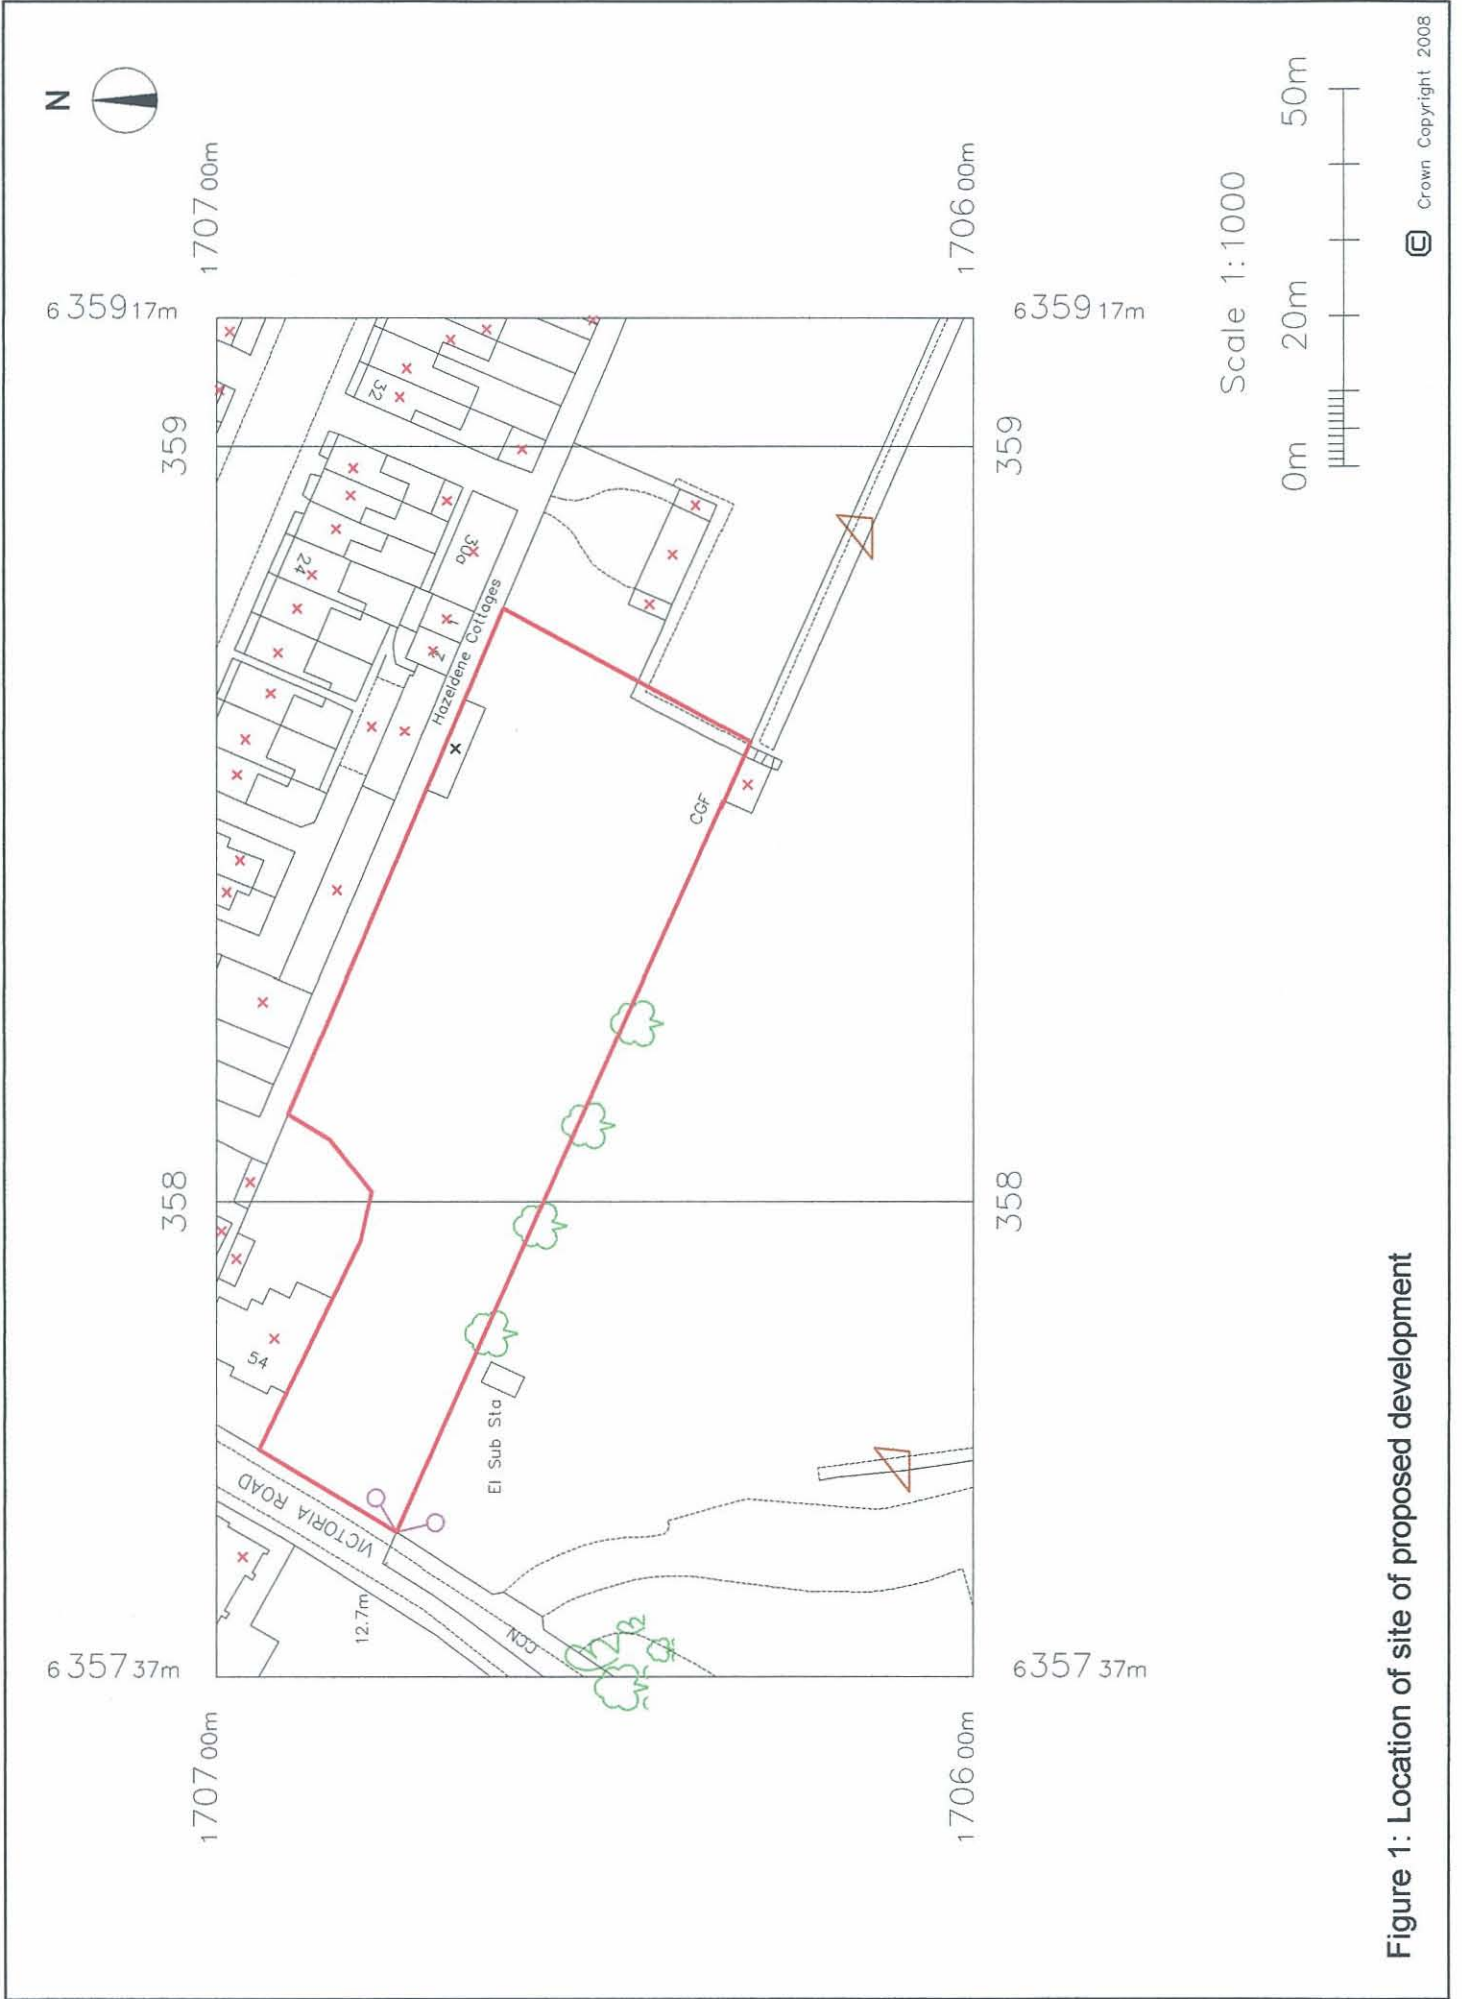 N
6 359 17m
1707 00m
359
32
24
30a
1
2
Hazeldene Cottages
CGF
358
54
El Sub Sta
VICTORIA ROAD
12.7m
CCN
6 357 37m
1707 00m
1706 00m
6 359 17m
359
358
6 357 37m
1706 00m
Scale 1:1000
0m 20m 50m
© Crown Copyright 2008
Figure 1: Location of site of proposed development